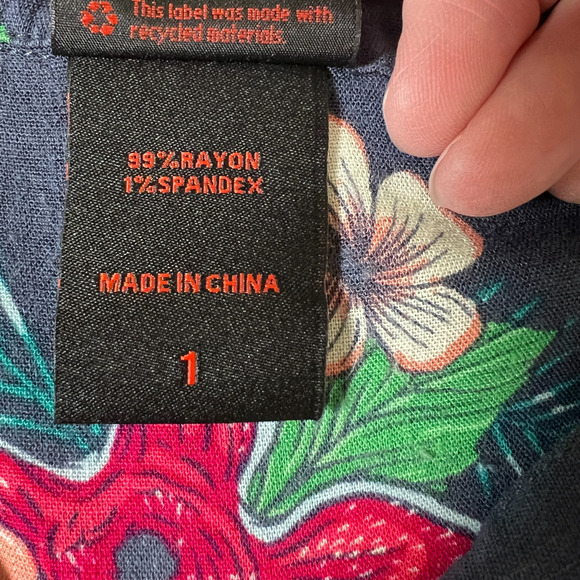 This label was made with
recycled materials.
99%RAYON
1%SPANDEX
MADE IN CHINA
1